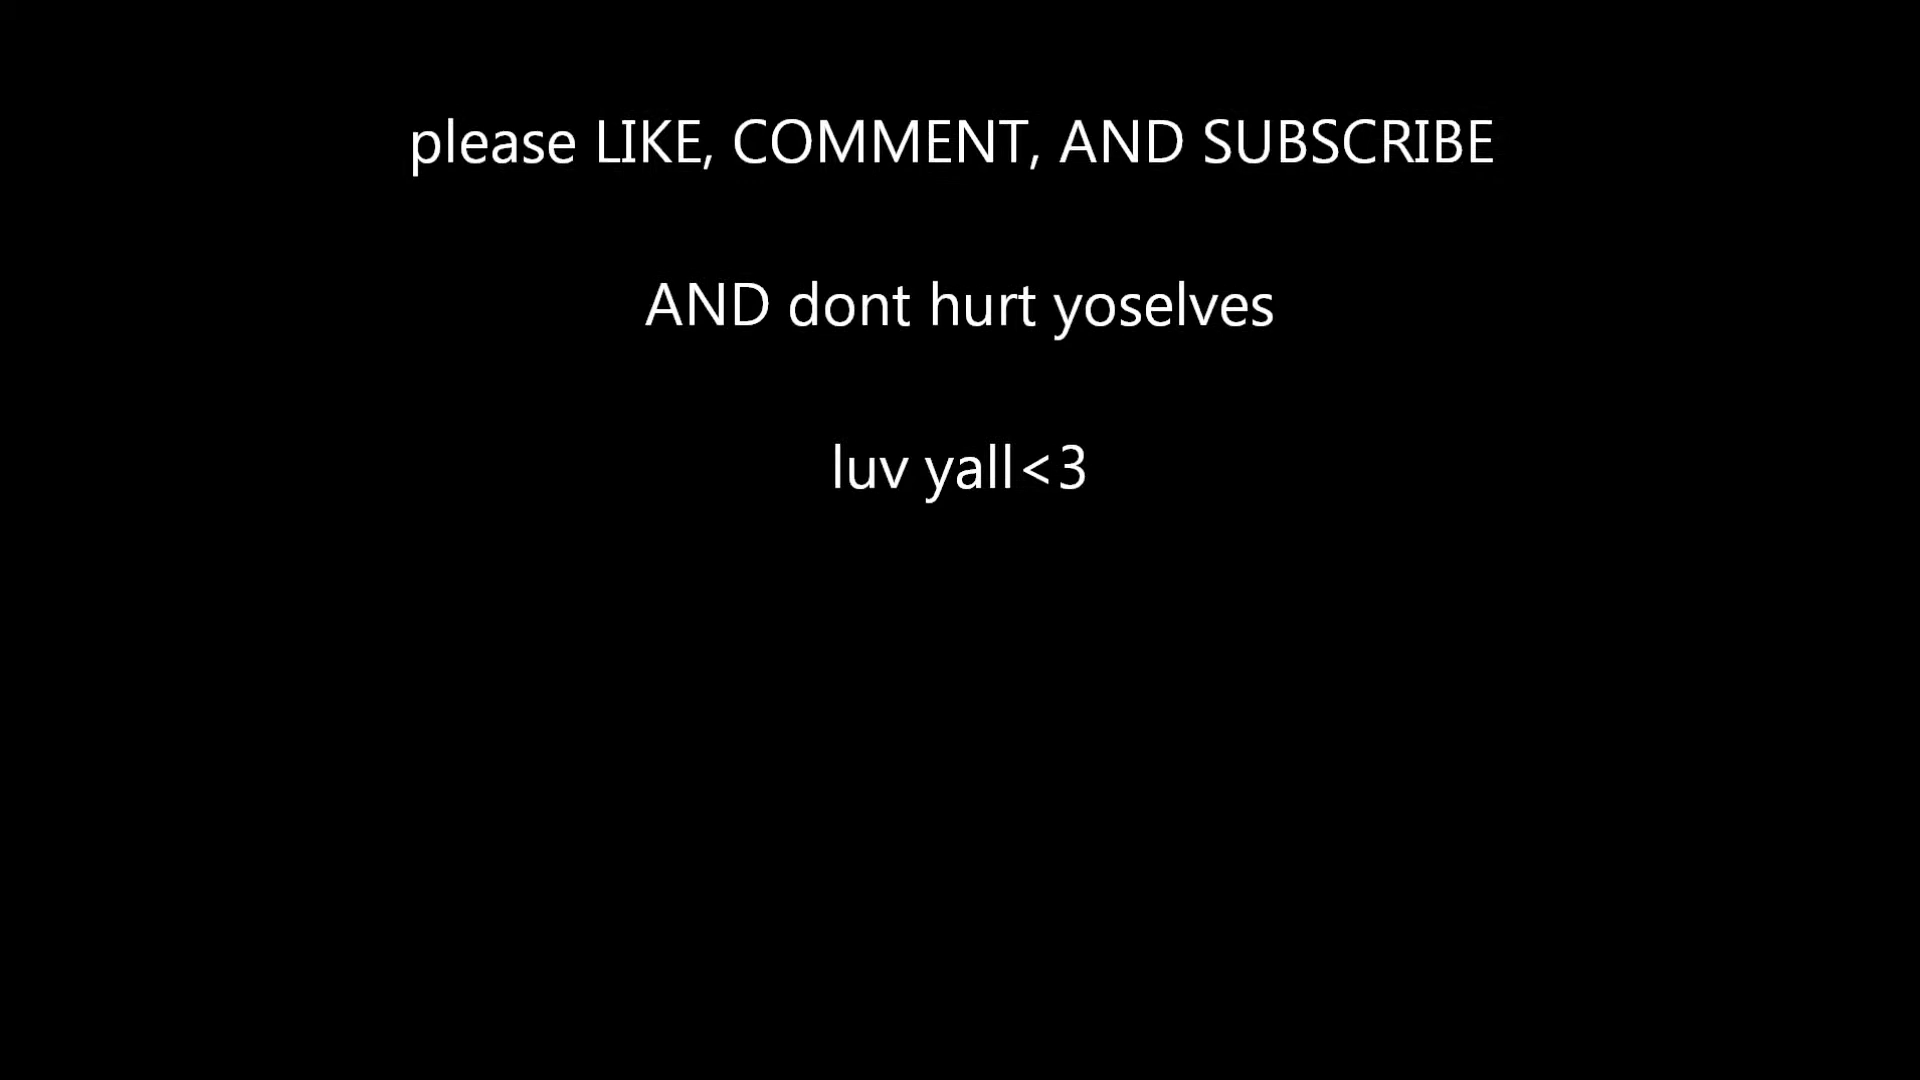 please LIKE, COMMENT, AND SUBSCRIBE
AND dont hurt yoselves
luv yall<3